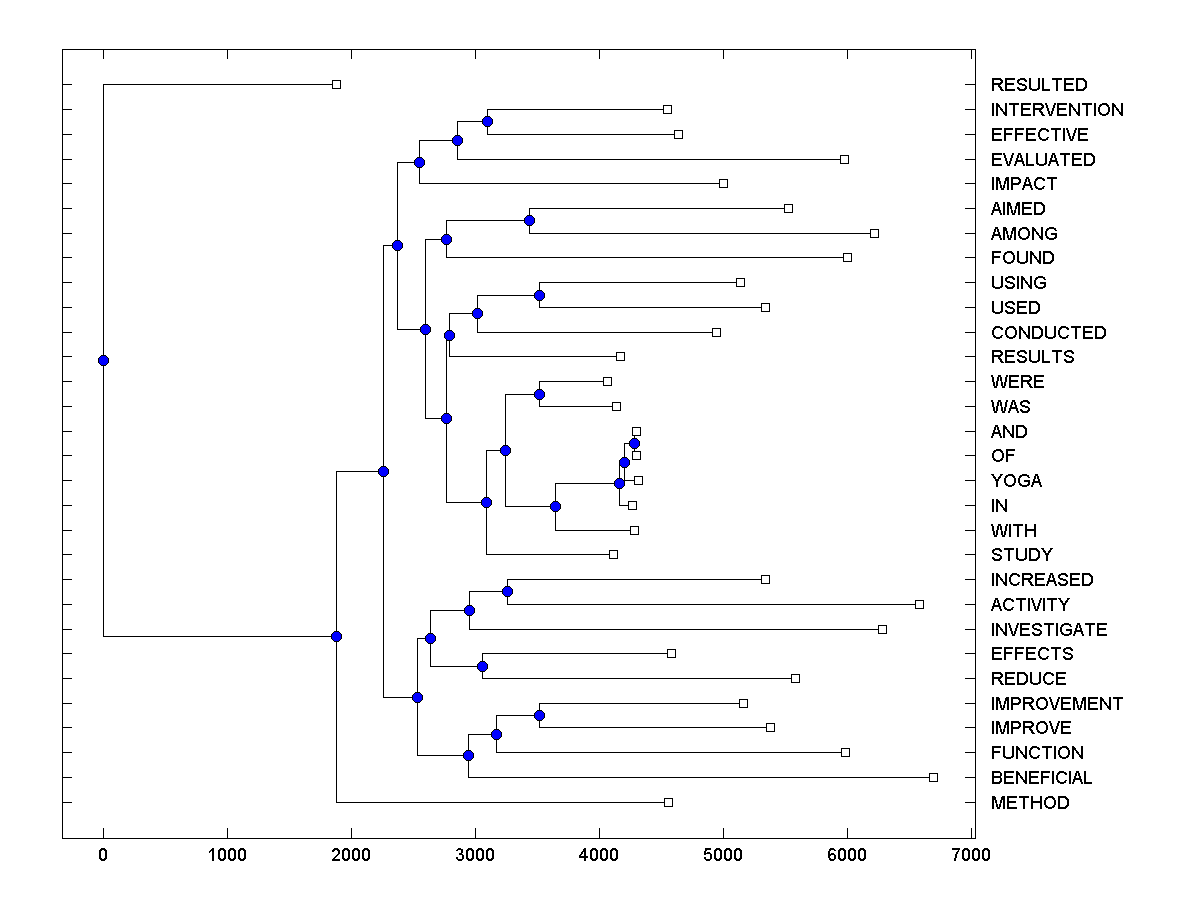 RESULTED
INTERVENTION
EFFECTIVE
EVALUATED
IMPACT
AIMED
AMONG
FOUND
USING
USED
CONDUCTED
RESULTS
WERE
WAS
AND
OF
YOGA
IN
WITH
STUDY
INCREASED
ACTIVITY
INVESTIGATE
EFFECTS
REDUCE
IMPROVEMENT
IMPROVE
FUNCTION
BENEFICIAL
METHOD
0 1000 2000 3000 4000 5000 6000 7000